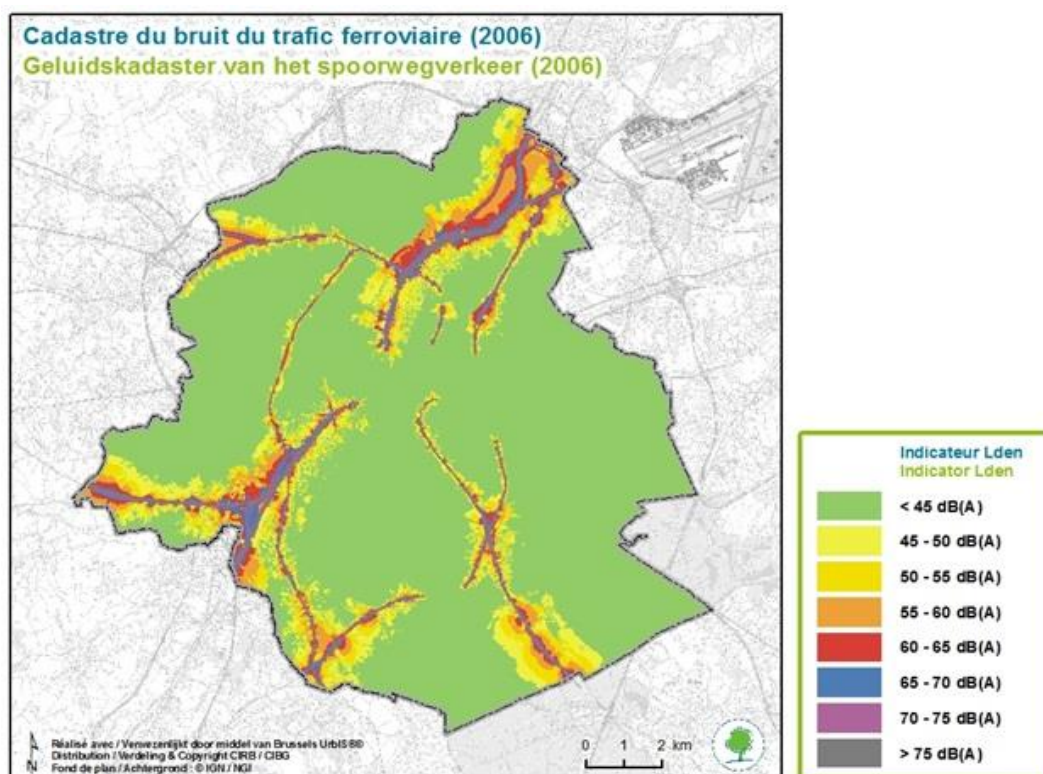 Cadastre du bruit du trafic ferroviaire (2006)
Geluidskadaster van het spoorwegverkeer (2006)
Indicateur Lden
Indicator Lden
< 45 dB(A)
45 - 50 dB(A)
50 - 55 dB(A)
55 - 60 dB(A)
60 - 65 dB(A)
65 - 70 dB(A)
70 - 75 dB(A)
> 75 dB(A)
N
Réalisé avec / Verwezenlijkt door middel van Brussels UrbIS®©
Distribution / Verdeling & Copyright CIRB / CIBG
Fond de plan / Achtergrond : © IGN / NGI
0 1 2 km